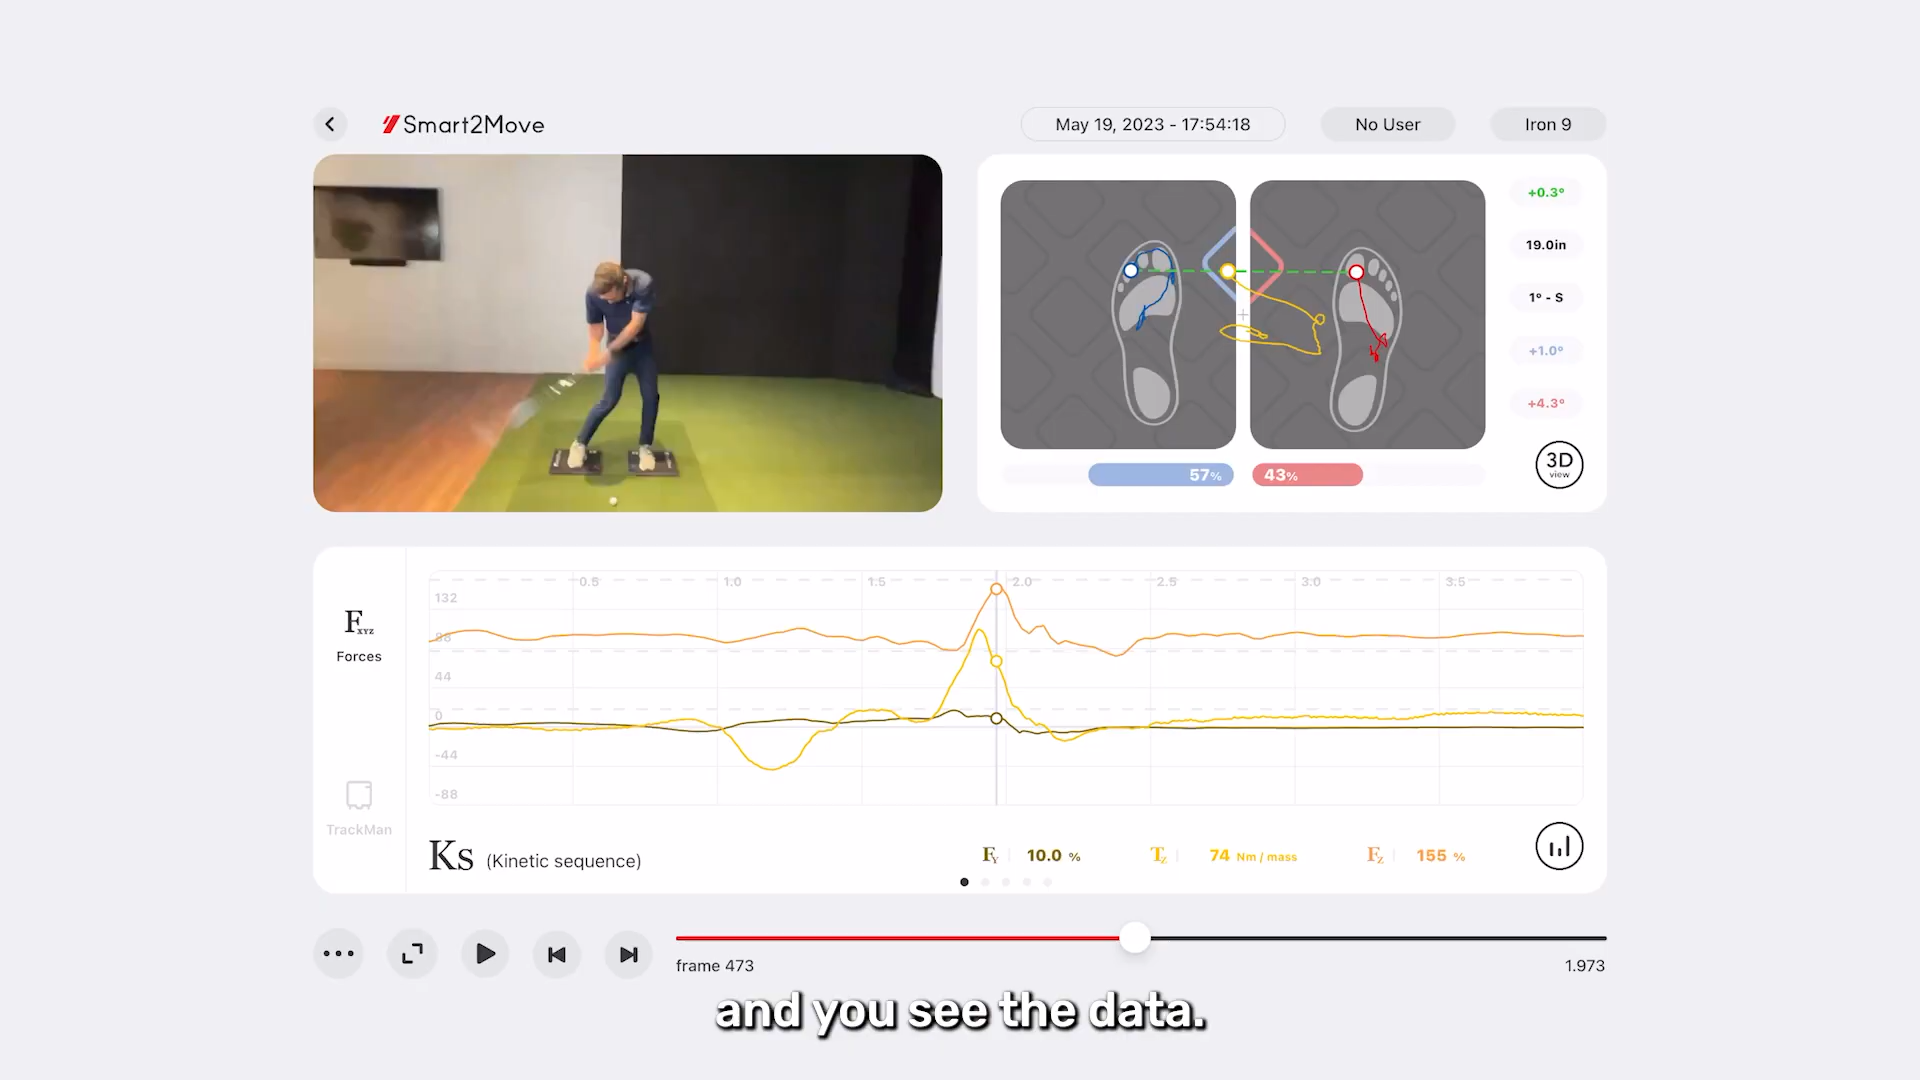 Smart2Move
May 19, 2023 - 17:54:18
No User
Iron 9
+0.3°
19.0in
1° - S
+1.0°
+4.3°
57%
43%
3D
view
Fxyz
Forces
TrackMan
0.5 1.0 1.5 2.0 2.5 3.0 3.5
132
88
44
0
-44
-88
Ks (Kinetic sequence)
Fy 10.0 %
Tz 74 Nm / mass
Fz 155 %
frame 473
1.973
and you see the data.